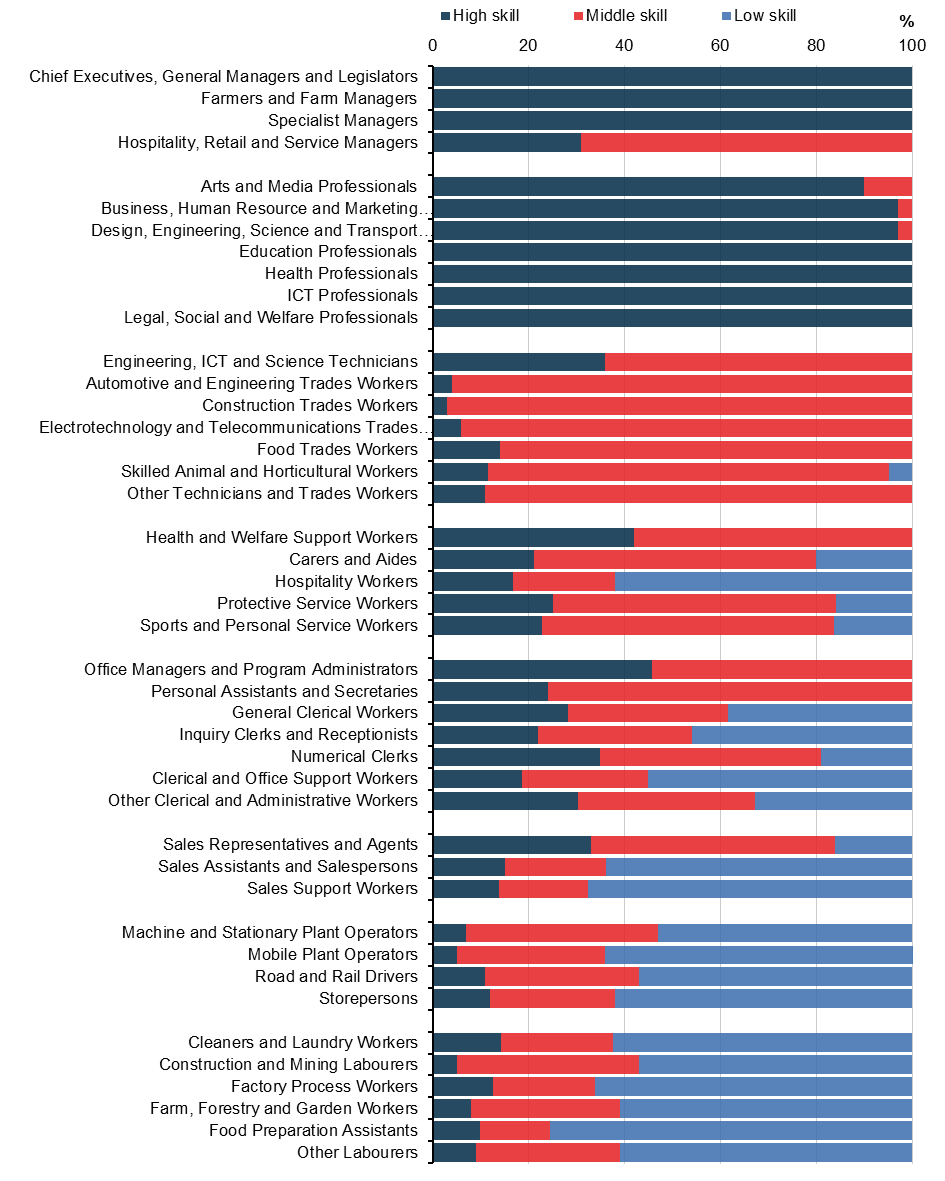 High skill Middle skill Low skill
%
0 20 40 60 80 100
Chief Executives, General Managers and Legislators
Farmers and Farm Managers
Specialist Managers
Hospitality, Retail and Service Managers
Arts and Media Professionals
Business, Human Resource and Marketing…
Design, Engineering, Science and Transport…
Education Professionals
Health Professionals
ICT Professionals
Legal, Social and Welfare Professionals
Engineering, ICT and Science Technicians
Automotive and Engineering Trades Workers
Construction Trades Workers
Electrotechnology and Telecommunications Trades…
Food Trades Workers
Skilled Animal and Horticultural Workers
Other Technicians and Trades Workers
Health and Welfare Support Workers
Carers and Aides
Hospitality Workers
Protective Service Workers
Sports and Personal Service Workers
Office Managers and Program Administrators
Personal Assistants and Secretaries
General Clerical Workers
Inquiry Clerks and Receptionists
Numerical Clerks
Clerical and Office Support Workers
Other Clerical and Administrative Workers
Sales Representatives and Agents
Sales Assistants and Salespersons
Sales Support Workers
Machine and Stationary Plant Operators
Mobile Plant Operators
Road and Rail Drivers
Storepersons
Cleaners and Laundry Workers
Construction and Mining Labourers
Factory Process Workers
Farm, Forestry and Garden Workers
Food Preparation Assistants
Other Labourers